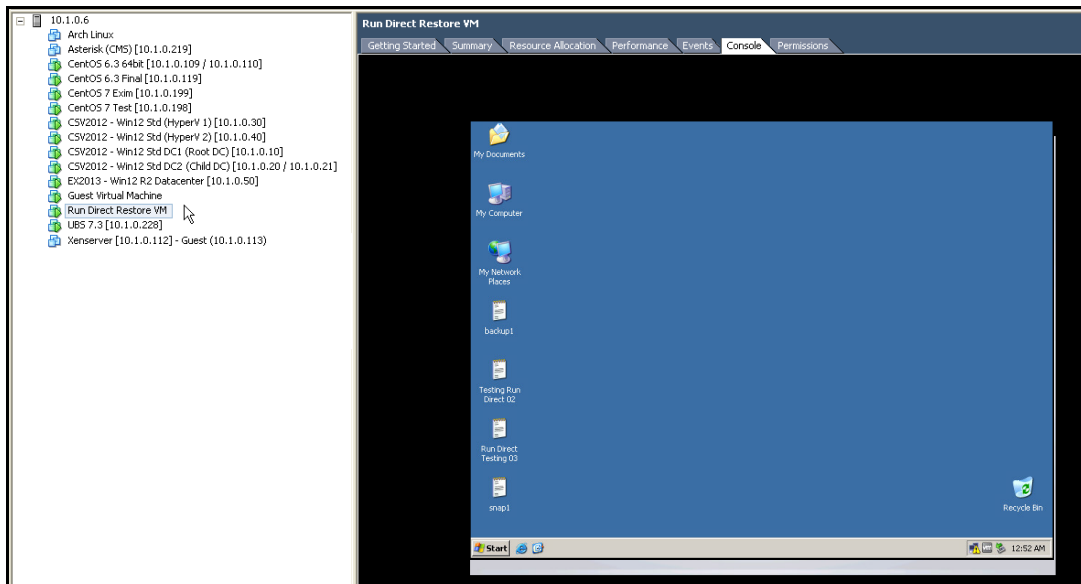 10.1.0.6
Arch Linux
Asterisk (CMS) [10.1.0.219]
CentOS 6.3 64bit [10.1.0.109 / 10.1.0.110]
CentOS 6.3 Final [10.1.0.119]
CentOS 7 Exim [10.1.0.199]
CentOS 7 Test [10.1.0.198]
CSV2012 - Win12 Std (HyperV 1) [10.1.0.30]
CSV2012 - Win12 Std (HyperV 2) [10.1.0.40]
CSV2012 - Win12 Std DC1 (Root DC) [10.1.0.10]
CSV2012 - Win12 Std DC2 (Child DC) [10.1.0.20 / 10.1.0.21]
EX2013 - Win12 R2 Datacenter [10.1.0.50]
Guest Virtual Machine
Run Direct Restore VM
UBS 7.3 [10.1.0.228]
Xenserver [10.1.0.112] - Guest (10.1.0.113)
Run Direct Restore VM
Getting Started Summary Resource Allocation Performance Events Console Permissions
My Documents
My Computer
My Network
Places
backup1
Testing Run
Direct 02
Run Direct
Testing 03
snap1
Recycle Bin
Start
12:52 AM